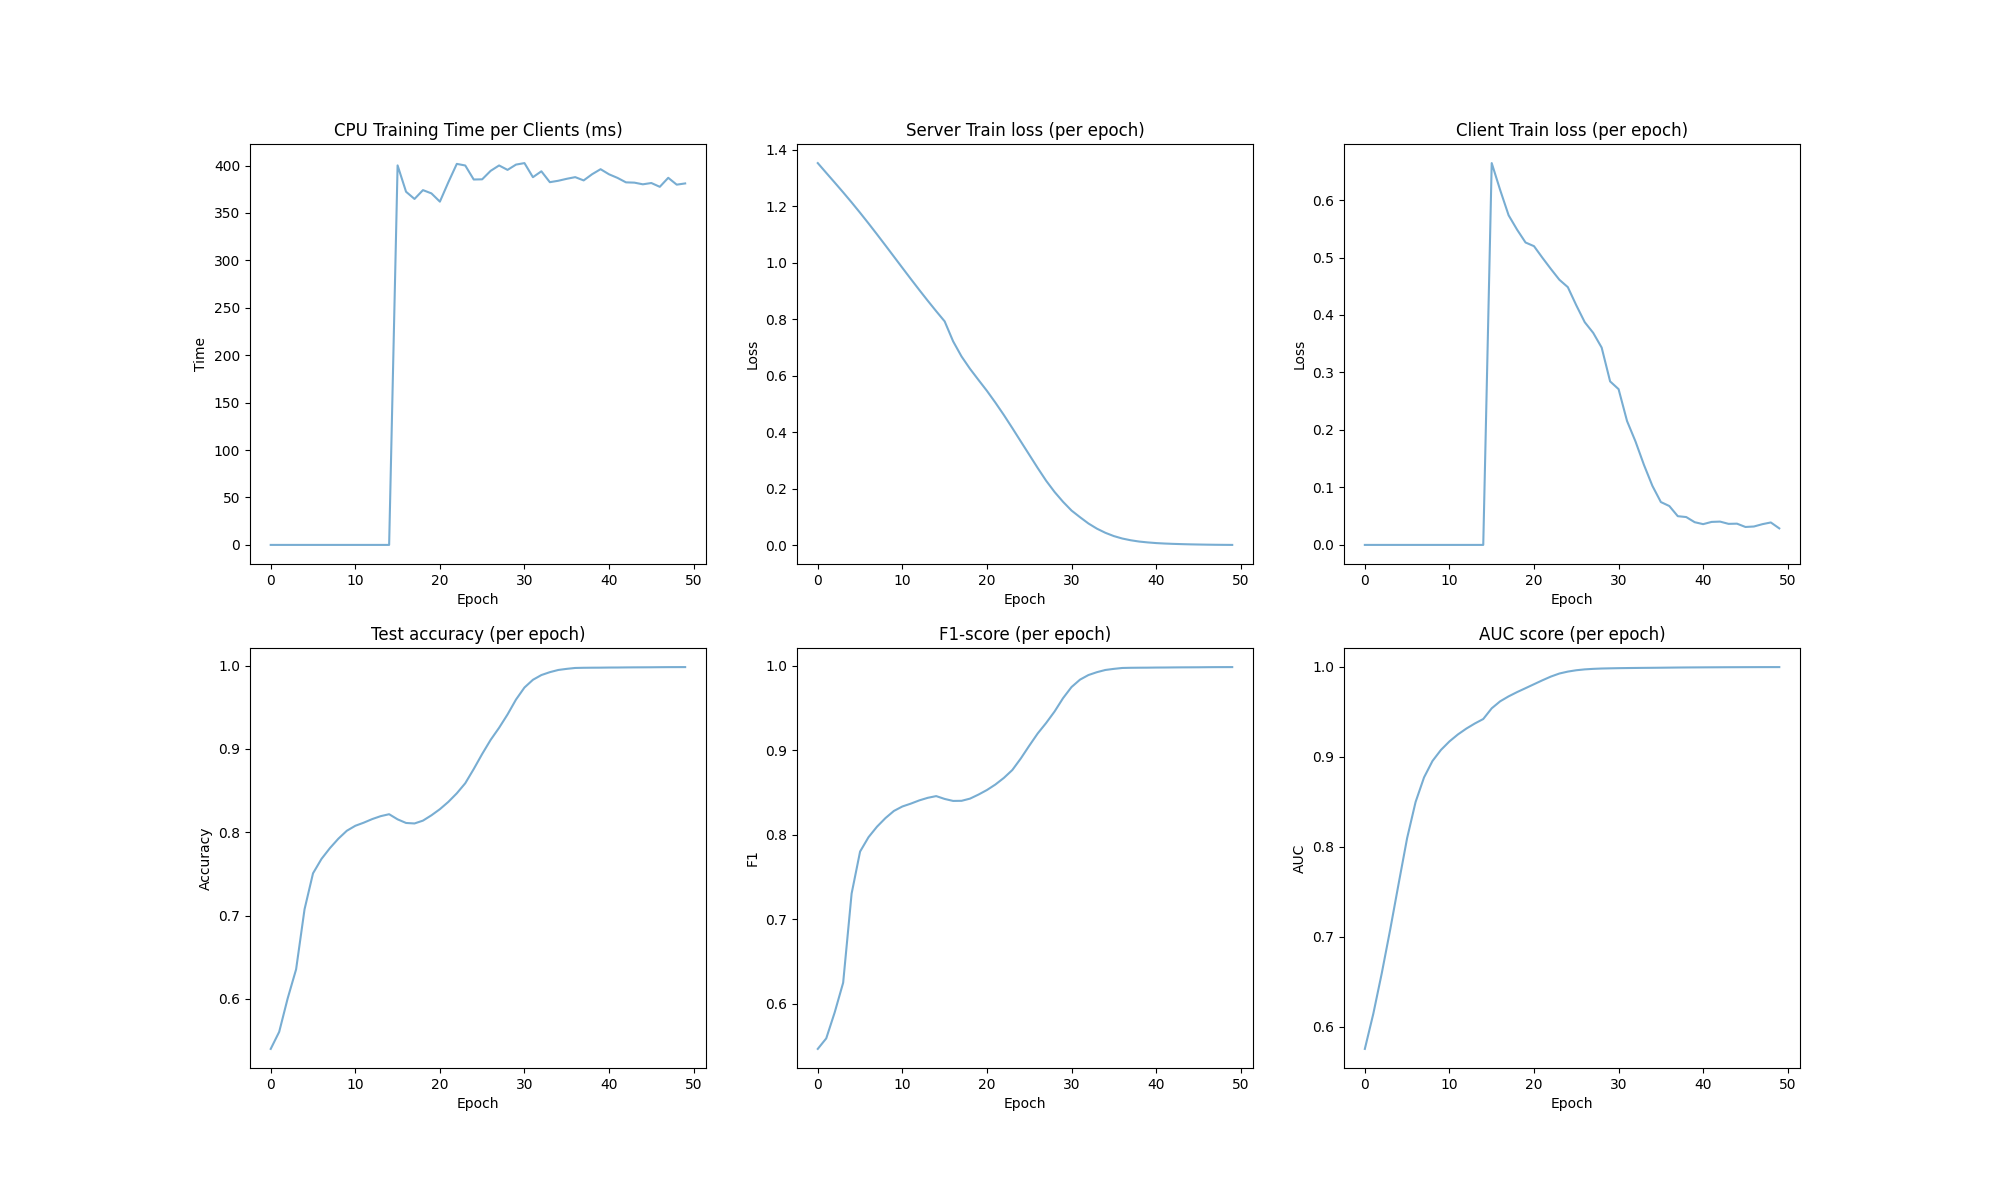 CPU Training Time per Clients (ms)
400
350
300
250
200
150
100
50
0
Time
0 10 20 30 40 50
Epoch
Server Train loss (per epoch)
1.4
1.2
1.0
0.8
0.6
0.4
0.2
0.0
Loss
0 10 20 30 40 50
Epoch
Client Train loss (per epoch)
0.6
0.5
0.4
0.3
0.2
0.1
0.0
Loss
0 10 20 30 40 50
Epoch
Test accuracy (per epoch)
1.0
0.9
0.8
0.7
0.6
Accuracy
0 10 20 30 40 50
Epoch
F1-score (per epoch)
1.0
0.9
0.8
0.7
0.6
F1
0 10 20 30 40 50
Epoch
AUC score (per epoch)
1.0
0.9
0.8
0.7
0.6
AUC
0 10 20 30 40 50
Epoch